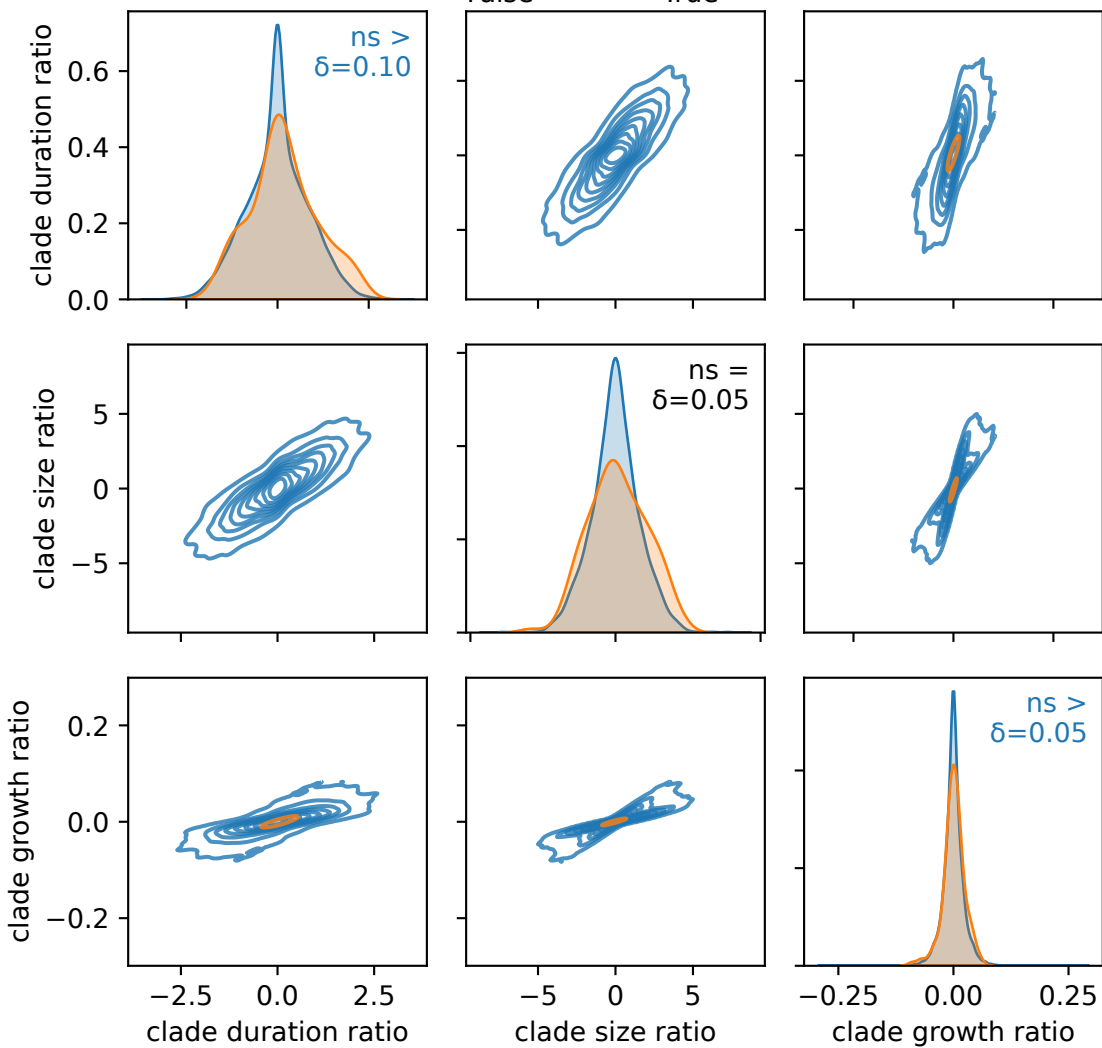 ns >
δ=0.10
clade duration ratio
0.6
0.4
0.2
0.0
ns =
δ=0.05
clade size ratio
5
0
−5
ns >
δ=0.05
clade growth ratio
0.2
0.0
−0.2
−2.5 0.0 2.5
−5 0 5
−0.25 0.00 0.25
clade duration ratio
clade size ratio
clade growth ratio